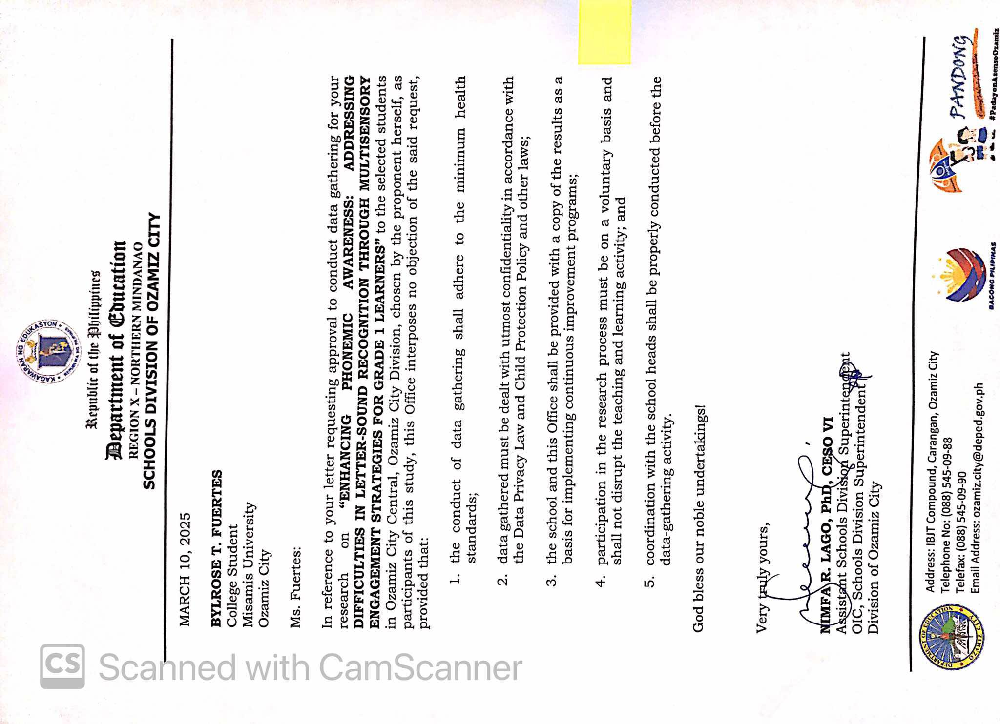 KAGAWARAN NG EDUKASYON
REPUBLIKA NG PILIPINAS
Republic of the Philippines
Department of Education
REGION X – NORTHERN MINDANAO
SCHOOLS DIVISION OF OZAMIZ CITY
MARCH 10, 2025
BYLROSE T. FUERTES
College Student
Misamis University
Ozamiz City
Ms. Fuertes:
In reference to your letter requesting approval to conduct data gathering for your
research on “ENHANCING PHONEMIC AWARENESS: ADDRESSING
DIFFICULTIES IN LETTER-SOUND RECOGNITION THROUGH MULTISENSORY
ENGAGEMENT STRATEGIES FOR GRADE 1 LEARNERS” to the selected students
in Ozamiz City Central, Ozamiz City Division, chosen by the proponent herself, as
participants of this study, this Office interposes no objection of the said request,
provided that:
1. the conduct of data gathering shall adhere to the minimum health
standards;
2. data gathered must be dealt with utmost confidentiality in accordance with
the Data Privacy Law and Child Protection Policy and other laws;
3. the school and this Office shall be provided with a copy of the results as a
basis for implementing continuous improvement programs;
4. participation in the research process must be on a voluntary basis and
shall not disrupt the teaching and learning activity; and
5. coordination with the school heads shall be properly conducted before the
data-gathering activity.
God bless our noble undertakings!
Very truly yours,
NIMFA R. LAGO, PhD, CESO VI
Assistant Schools Division Superintendent
OIC, Schools Division Superintendent
Division of Ozamiz City
DEPARTMENT OF EDUCATION
OZAMIZ CITY
Address: IBJT Compound, Carangan, Ozamiz City
Telephone No: (088) 545-09-88
Telefax: (088) 545-09-90
Email Address: ozamiz.city@deped.gov.ph
BAGONG PILIPINAS
PANDONG
#PadayonAsensoOzamiz
CS Scanned with CamScanner